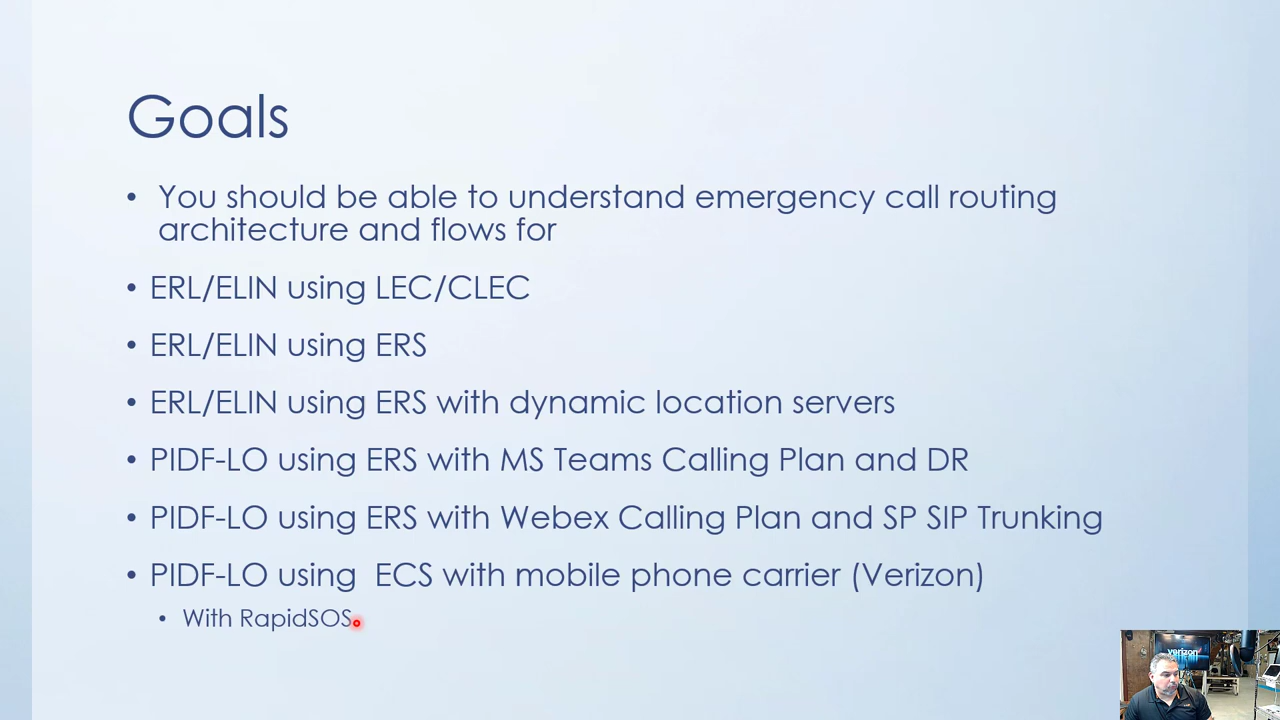 Goals
• You should be able to understand emergency call routing
architecture and flows for
• ERL/ELIN using LEC/CLEC
• ERL/ELIN using ERS
• ERL/ELIN using ERS with dynamic location servers
• PIDF-LO using ERS with MS Teams Calling Plan and DR
• PIDF-LO using ERS with Webex Calling Plan and SP SIP Trunking
• PIDF-LO using  ECS with mobile phone carrier (Verizon)
• With RapidSOS
verizon